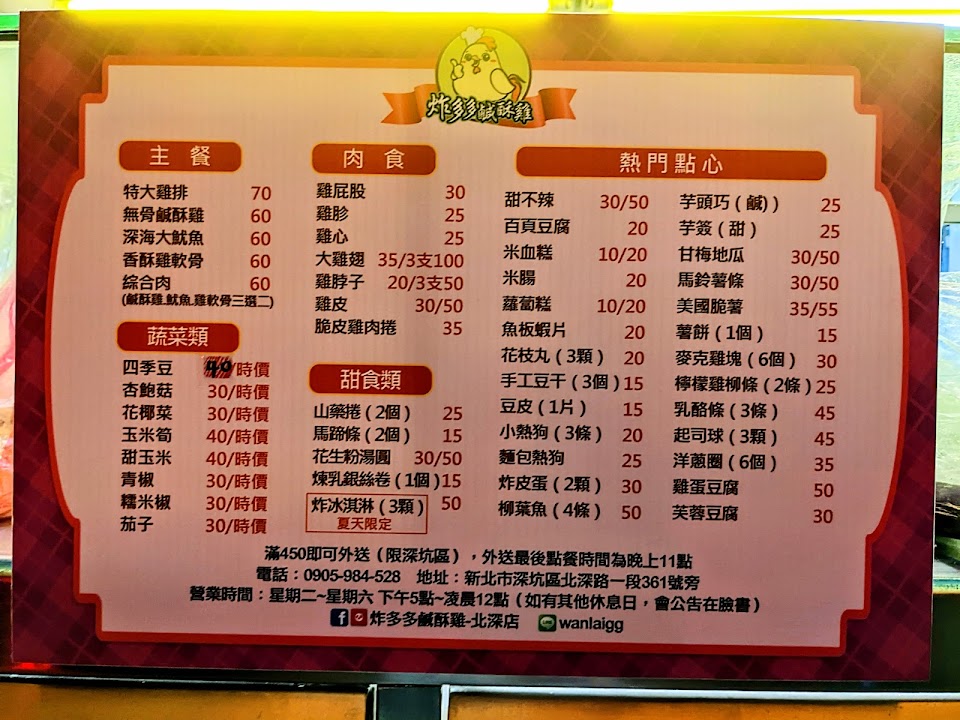 炸多多鹹酥雞
主餐
特大雞排 70
無骨鹹酥雞 60
深海大魷魚 60
香酥雞軟骨 60
綜合肉 60
(鹹酥雞,魷魚,雞軟骨三選二)
蔬菜類
四季豆 /時價
杏鮑菇 30/時價
花椰菜 30/時價
玉米筍 40/時價
甜玉米 40/時價
青椒 30/時價
糯米椒 30/時價
茄子 30/時價
肉食
雞屁股 30
雞胗 25
雞心 25
大雞翅 35/3支100
雞脖子 20/3支50
雞皮 30/50
脆皮雞肉捲 35
甜食類
山藥捲(2個) 25
馬蹄條(2個) 15
花生粉湯圓 30/50
煉乳銀絲卷(1個)15
炸冰淇淋(3顆) 50
夏天限定
熱門點心
甜不辣 30/50
百頁豆腐 20
米血糕 10/20
米腸 20
蘿蔔糕 10/20
魚板蝦片 20
花枝丸(3顆) 20
手工豆干(3個)15
豆皮(1片) 15
小熱狗(3條) 20
麵包熱狗 25
炸皮蛋(2顆) 30
柳葉魚(4條) 50
芋頭巧(鹹)) 25
芋簽(甜) 25
甘梅地瓜 30/50
馬鈴薯條 30/50
美國脆薯 35/55
薯餅(1個) 15
麥克雞塊(6個) 30
檸檬雞柳條(2條)25
乳酪條(3條) 45
起司球(3顆) 45
洋蔥圈(6個) 35
雞蛋豆腐 50
芙蓉豆腐 30
滿450即可外送(限深坑區),外送最後點餐時間為晚上11點
電話:0905-984-528 地址:新北市深坑區北深路一段361號旁
營業時間:星期二~星期六 下午5點~凌晨12點(如有其他休息日,會公告在臉書)
炸多多鹹酥雞-北深店 wanlaigg